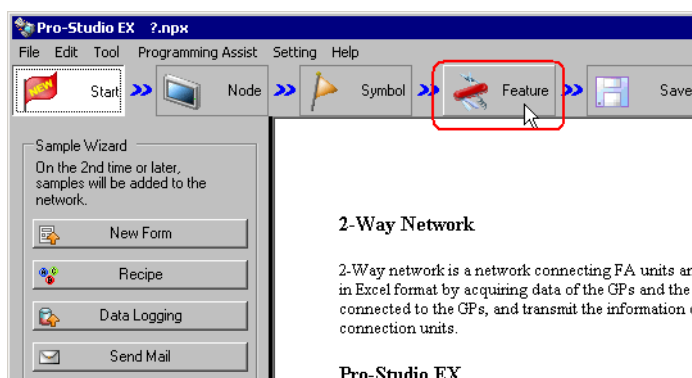 Pro-Studio EX ?.npx
File Edit Tool Programming Assist Setting Help
NEW Start Node Symbol Feature Save
Sample Wizard
On the 2nd time or later,
samples will be added to the
network.
New Form
Recipe
Data Logging
Send Mail
2-Way Network
2-Way network is a network connecting FA units
in Excel format by acquiring data of the GPs and the
connected to the GPs, and transmit the information
connection units.
Pro-Studio EX